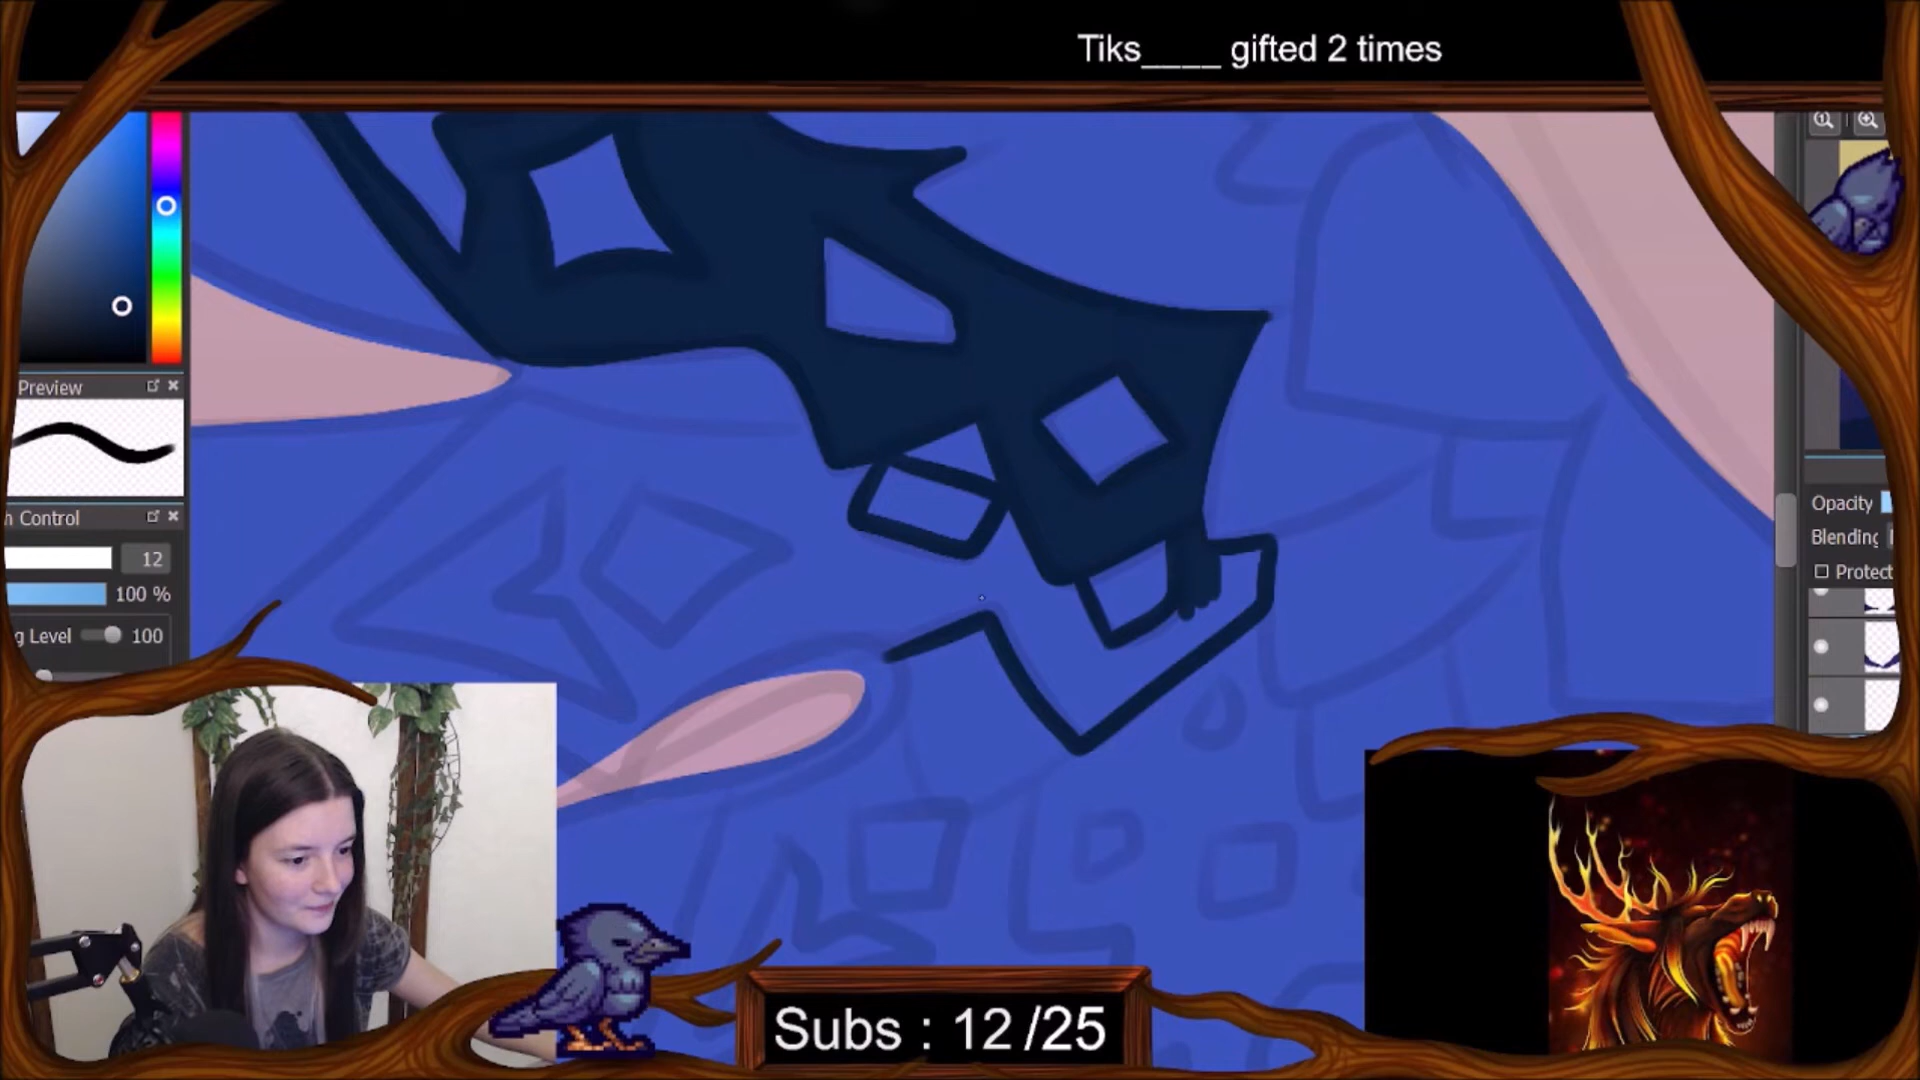 Tiks____ gifted 2 times
Preview
n Control
12
100 %
g Level 100
Opacity
Blending
Protect
Subs : 12 /25